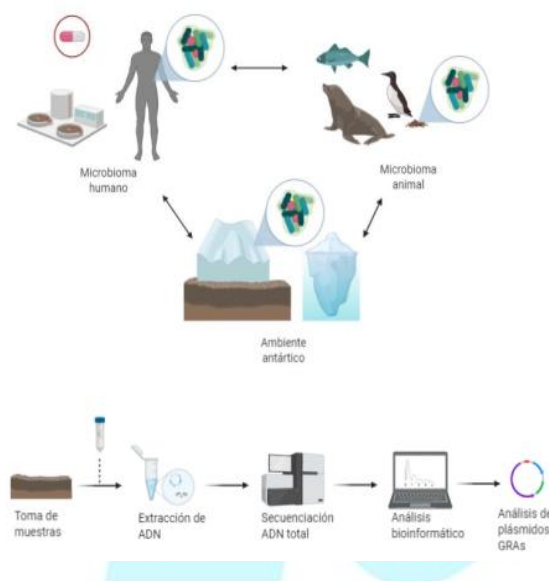 Microbioma
humano
Microbioma
animal
Ambiente
antártico
Toma de
muestras
Extracción de
ADN
Secuenciación
ADN total
Análisis
bioinformático
Análisis de
plásmidos
GRAs